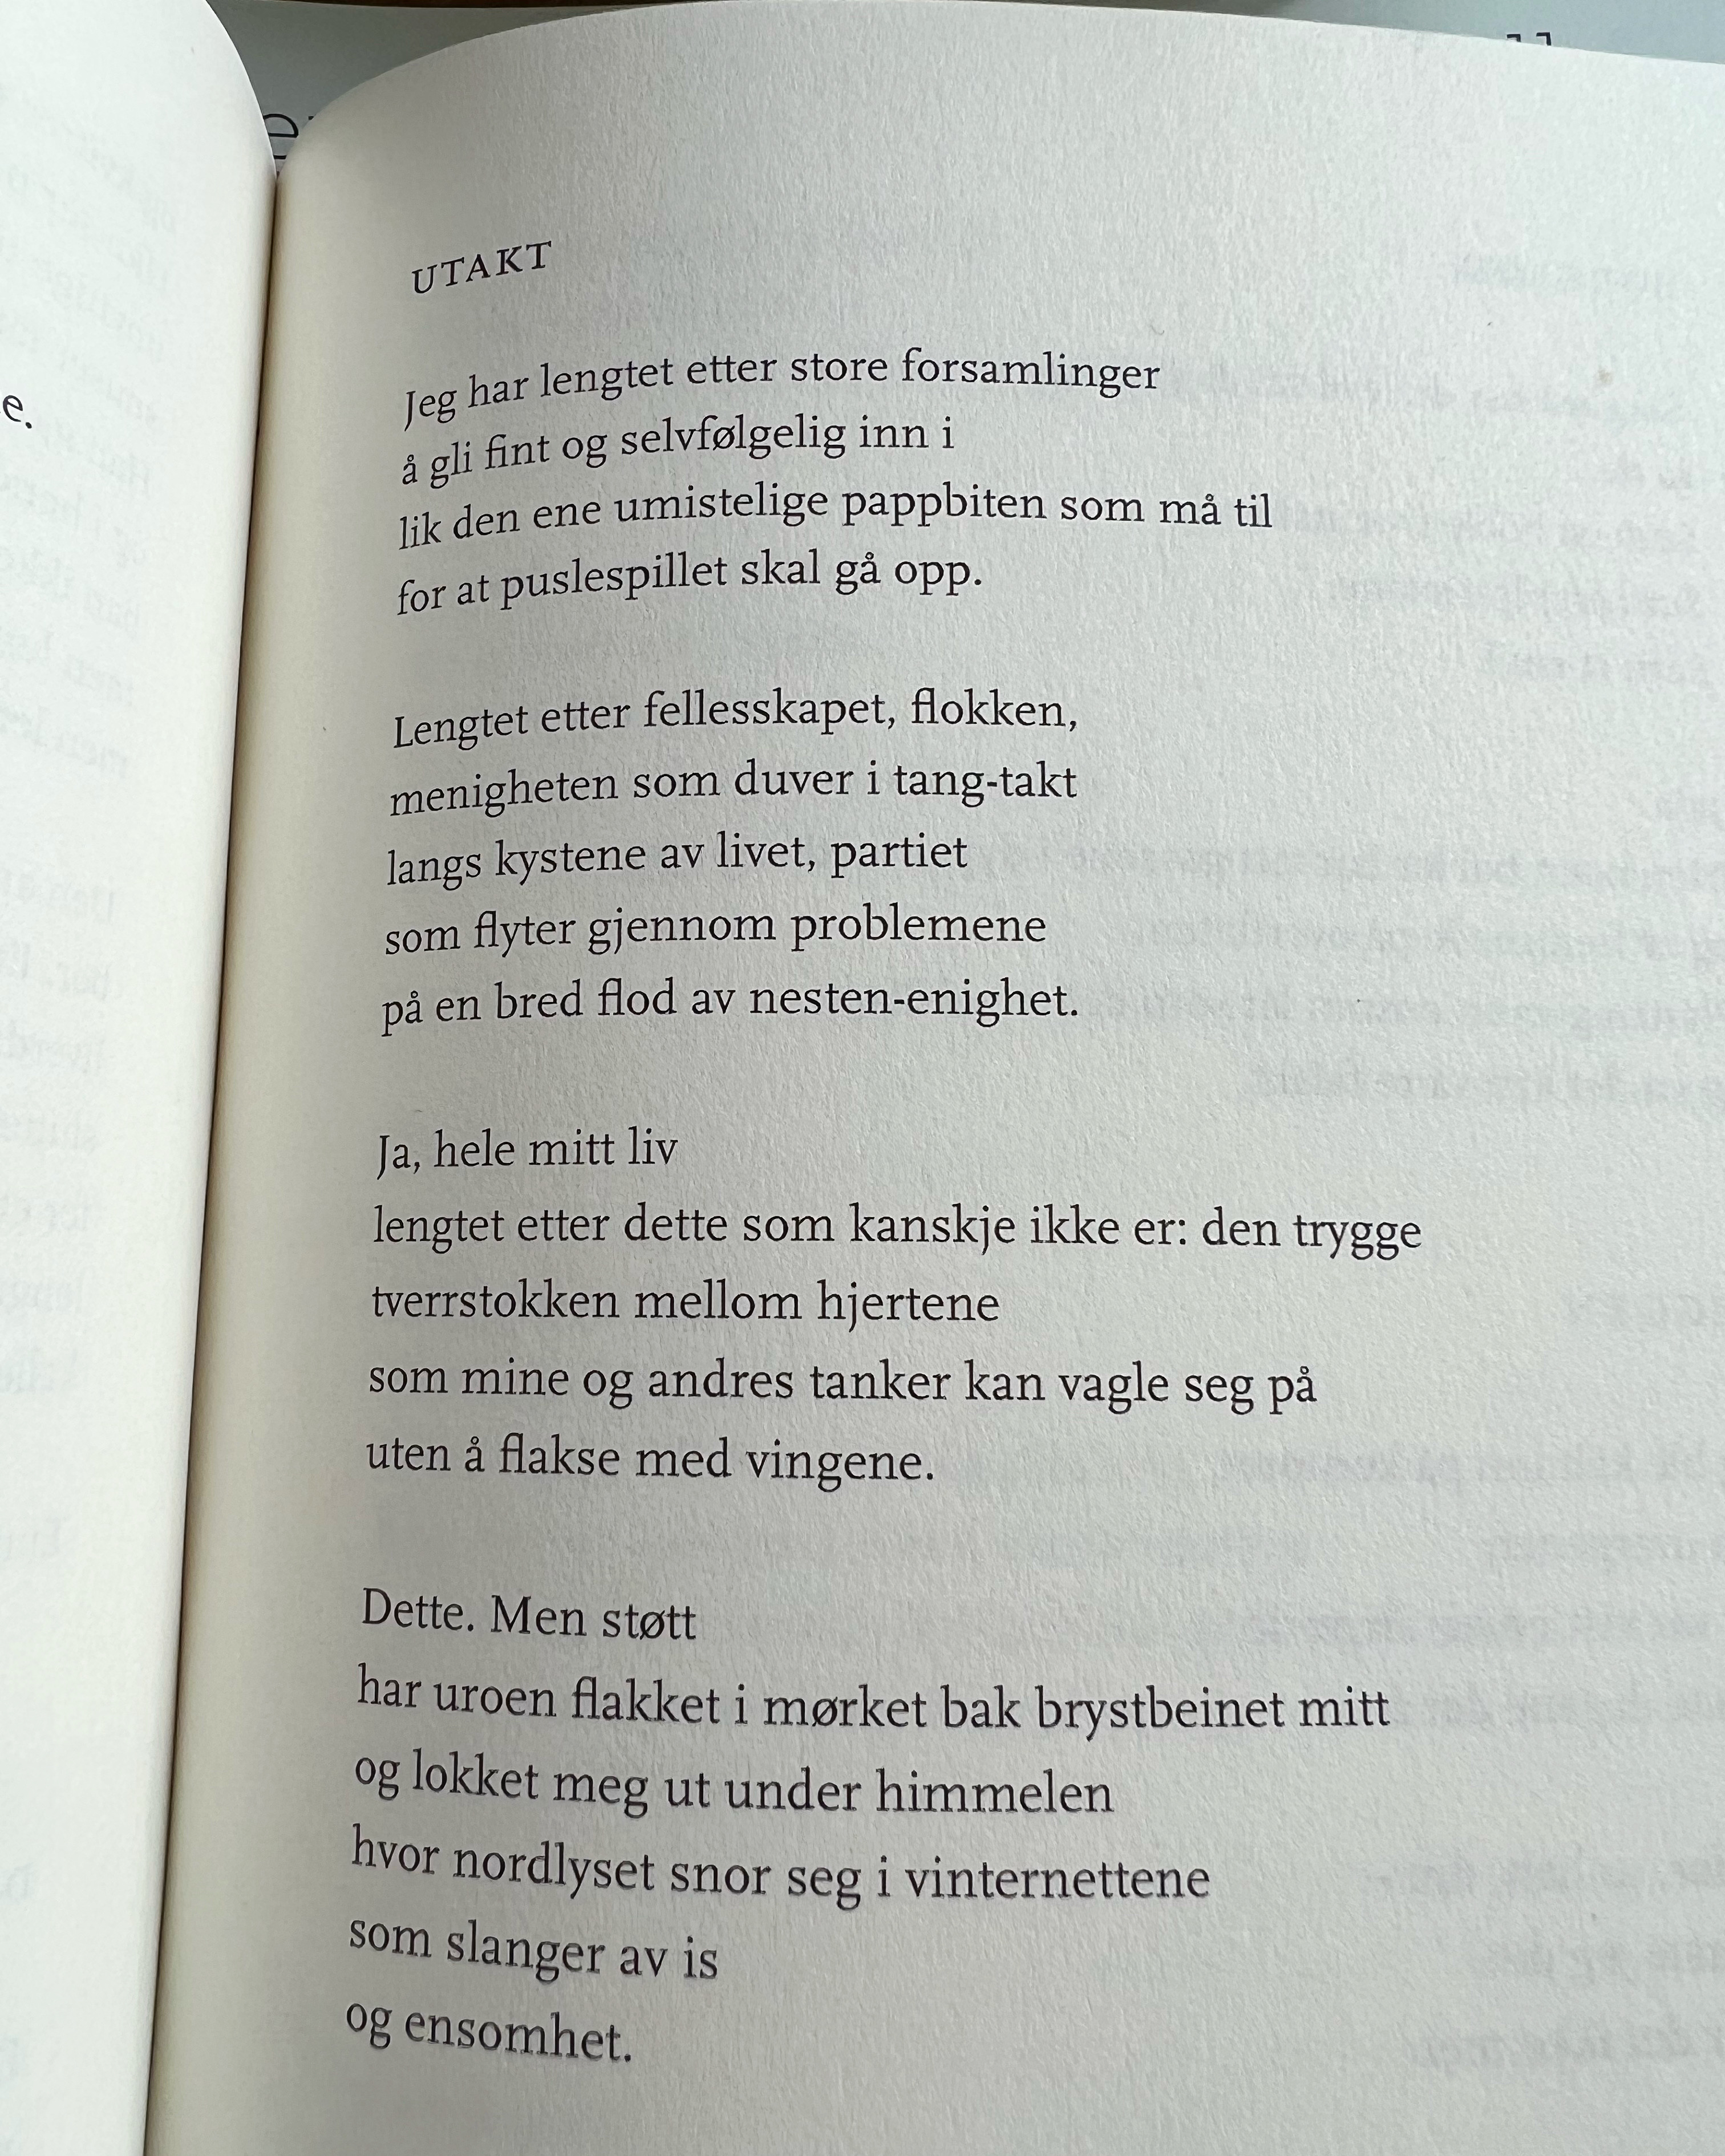 e.
UTAKT
Jeg har lengtet etter store forsamlinger
å gli fint og selvfølgelig inn i
lik den ene umistelige pappbiten som må til
for at puslespillet skal gå opp.
Lengtet etter fellesskapet, flokken,
menigheten som duver i tang-takt
langs kystene av livet, partiet
som flyter gjennom problemene
på en bred flod av nesten-enighet.
Ja, hele mitt liv
lengtet etter dette som kanskje ikke er: den trygge
tverrstokken mellom hjertene
som mine og andres tanker kan vagle seg på
uten å flakse med vingene.
Dette. Men støtt
har uroen flakket i mørket bak brystbeinet mitt
og lokket meg ut under himmelen
hvor nordlyset snor seg i vinternettene
som slanger av is
og ensomhet.